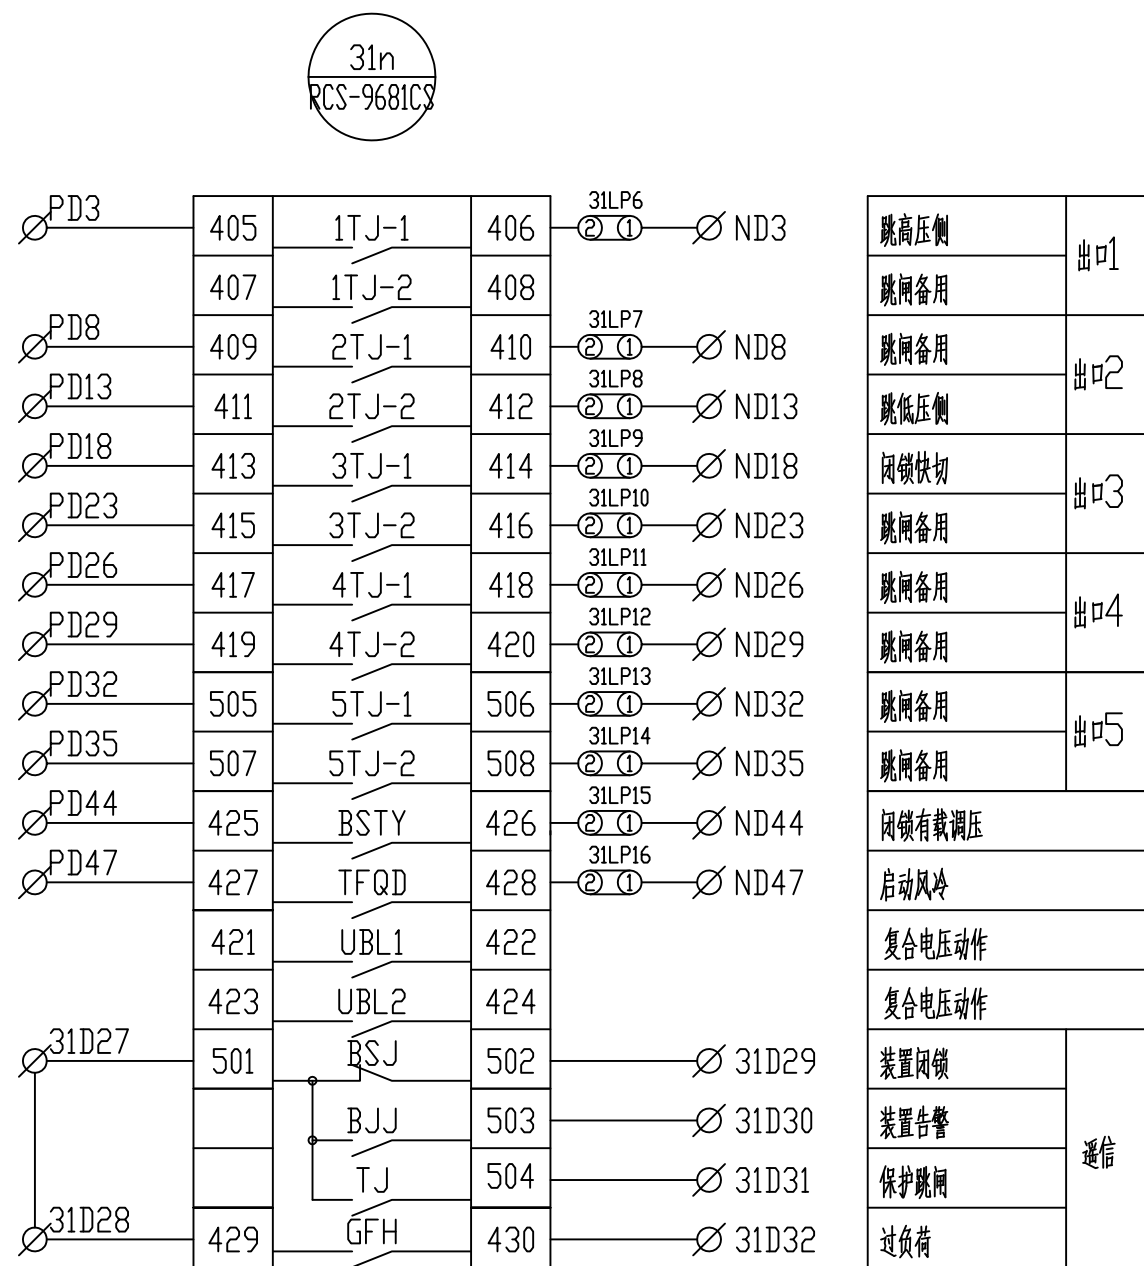 31n
RCS-9681CS
PD3 405 1TJ-1 406 31LP6 2 1 ND3 跳高压侧 出口1
407 1TJ-2 408 跳闸备用
PD8 409 2TJ-1 410 31LP7 2 1 ND8 跳闸备用 出口2
PD13 411 2TJ-2 412 31LP8 2 1 ND13 跳低压侧
PD18 413 3TJ-1 414 31LP9 2 1 ND18 闭锁快切 出口3
PD23 415 3TJ-2 416 31LP10 2 1 ND23 跳闸备用
PD26 417 4TJ-1 418 31LP11 2 1 ND26 跳闸备用 出口4
PD29 419 4TJ-2 420 31LP12 2 1 ND29 跳闸备用
PD32 505 5TJ-1 506 31LP13 2 1 ND32 跳闸备用 出口5
PD35 507 5TJ-2 508 31LP14 2 1 ND35 跳闸备用
PD44 425 BSTY 426 31LP15 2 1 ND44 闭锁有载调压
PD47 427 TFQD 428 31LP16 2 1 ND47 启动风冷
421 UBL1 422 复合电压动作
423 UBL2 424 复合电压动作
31D27 501 BSJ 502 31D29 装置闭锁 遥信
BJJ 503 31D30 装置告警
TJ 504 31D31 保护跳闸
31D28 429 GFH 430 31D32 过负荷